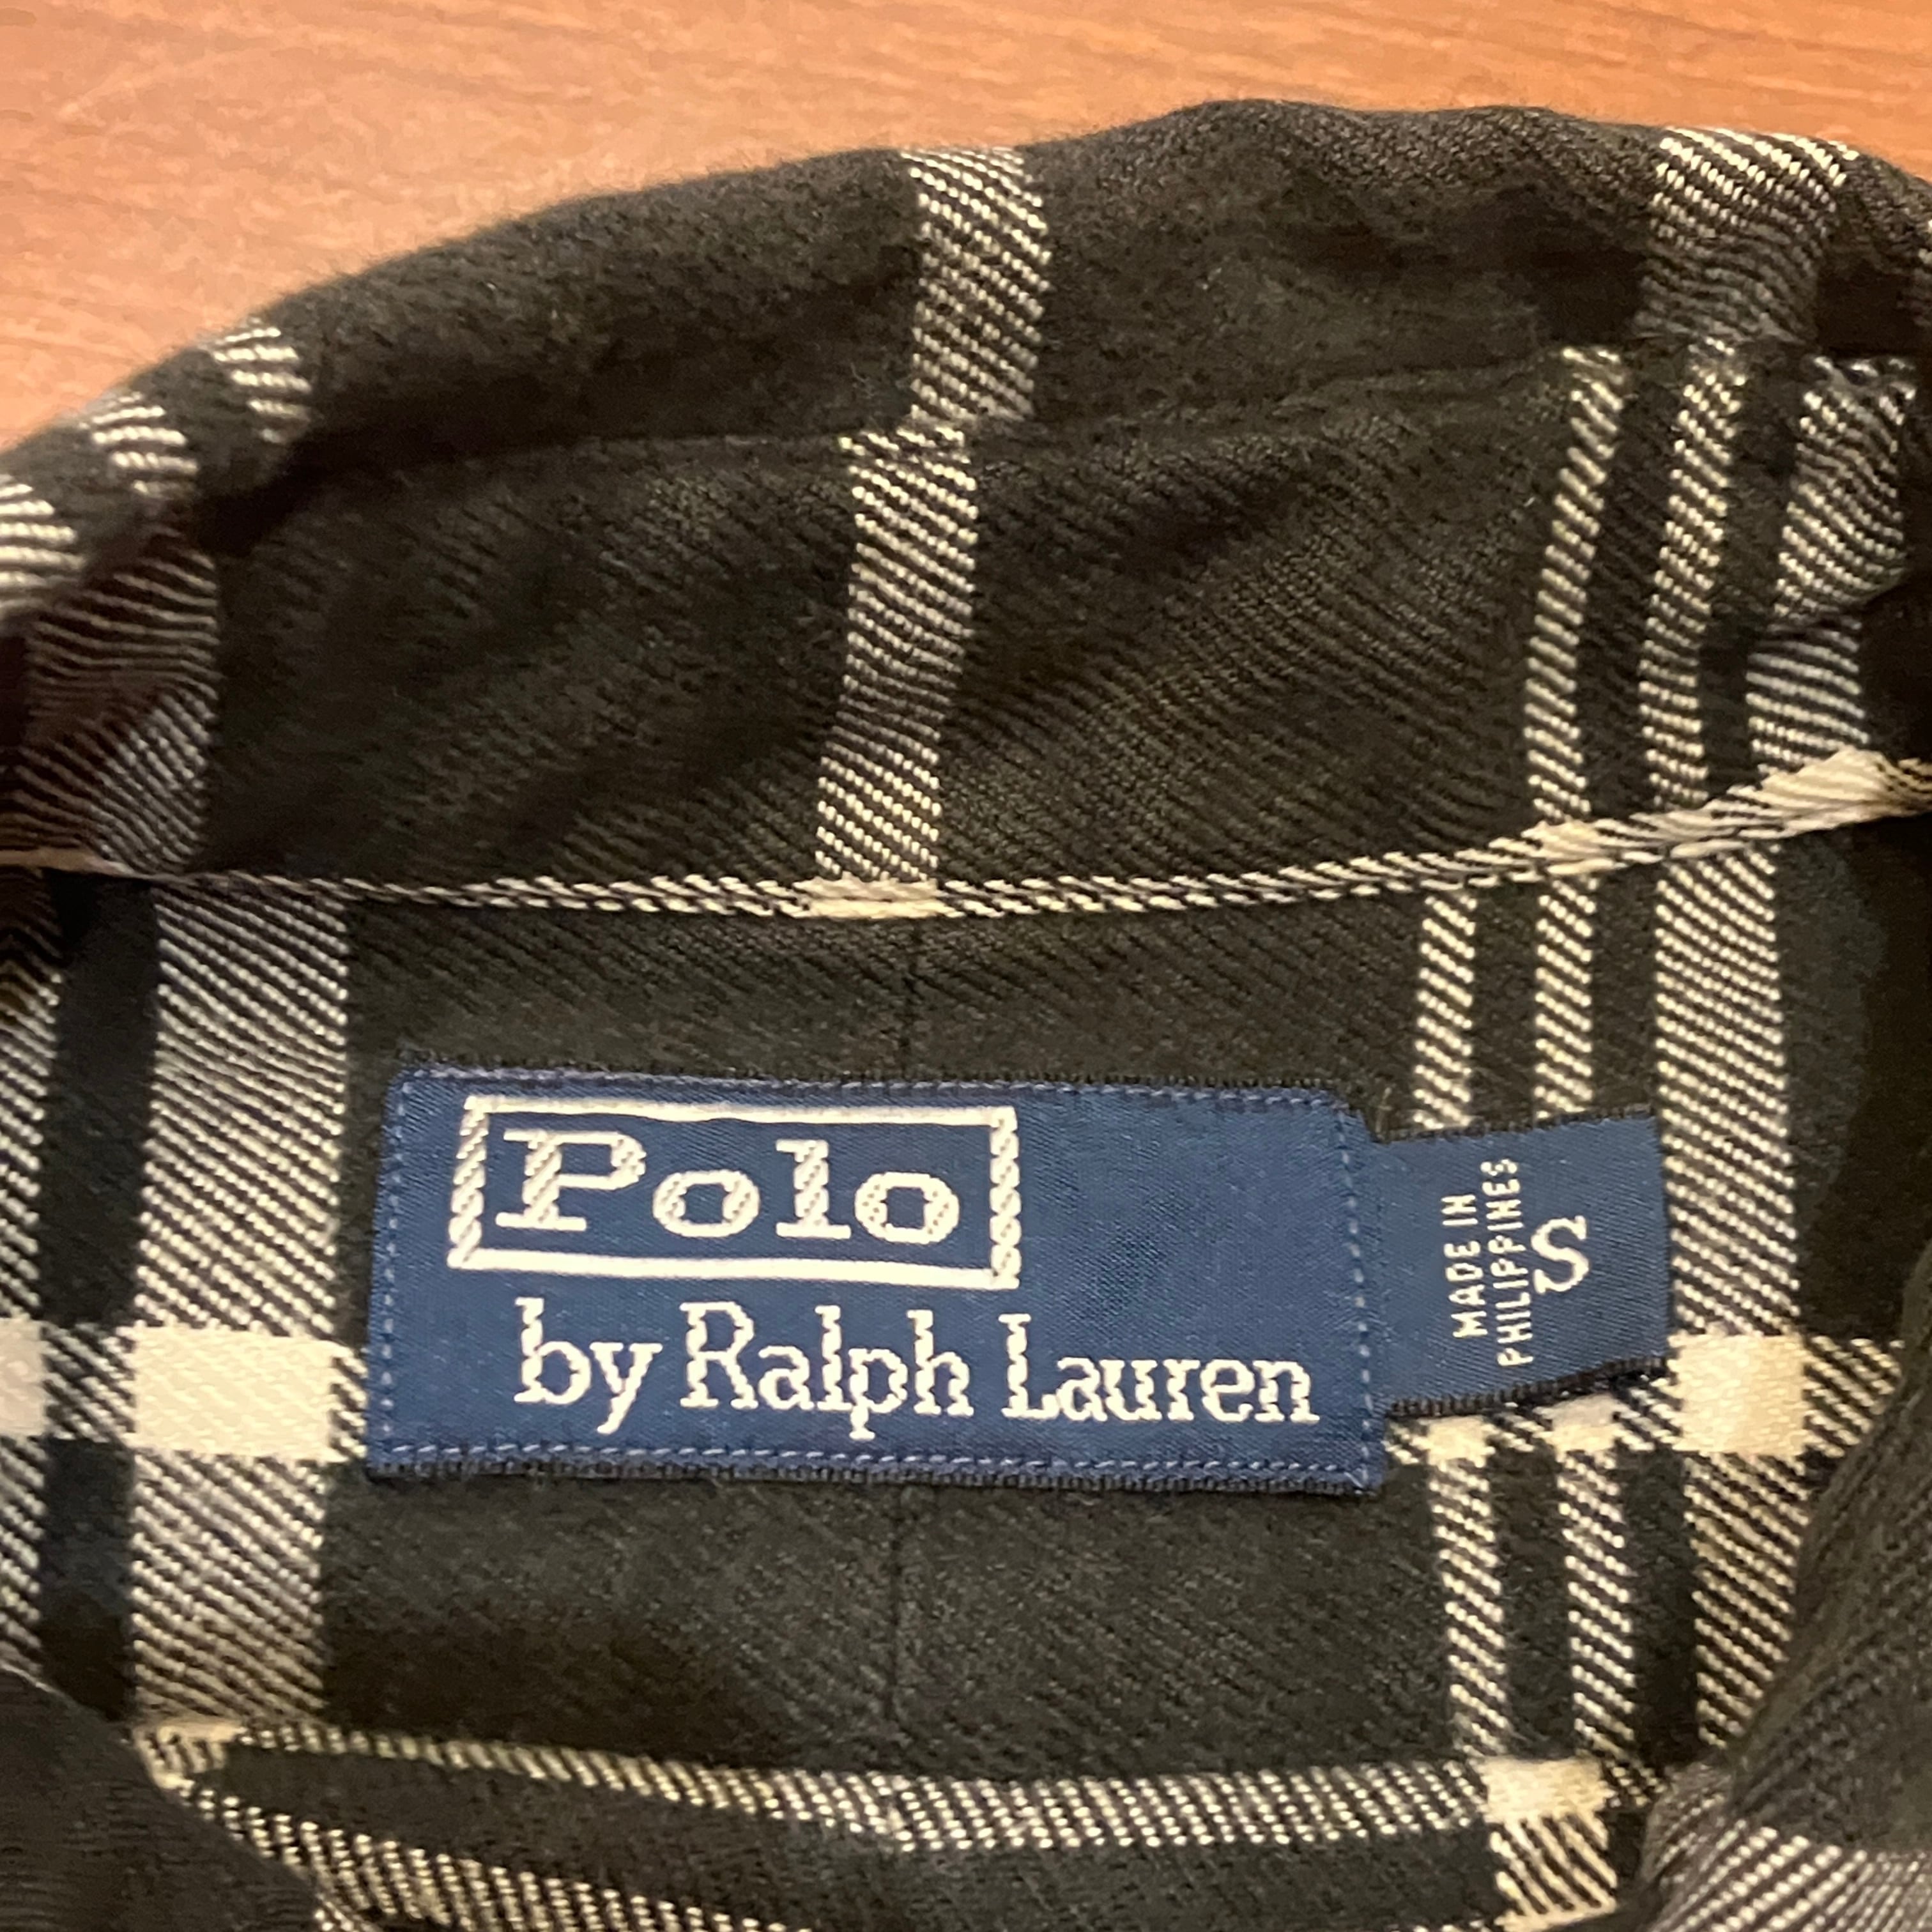 Polo
by Ralph Lauren
MADE IN
PHILIPPINES
S